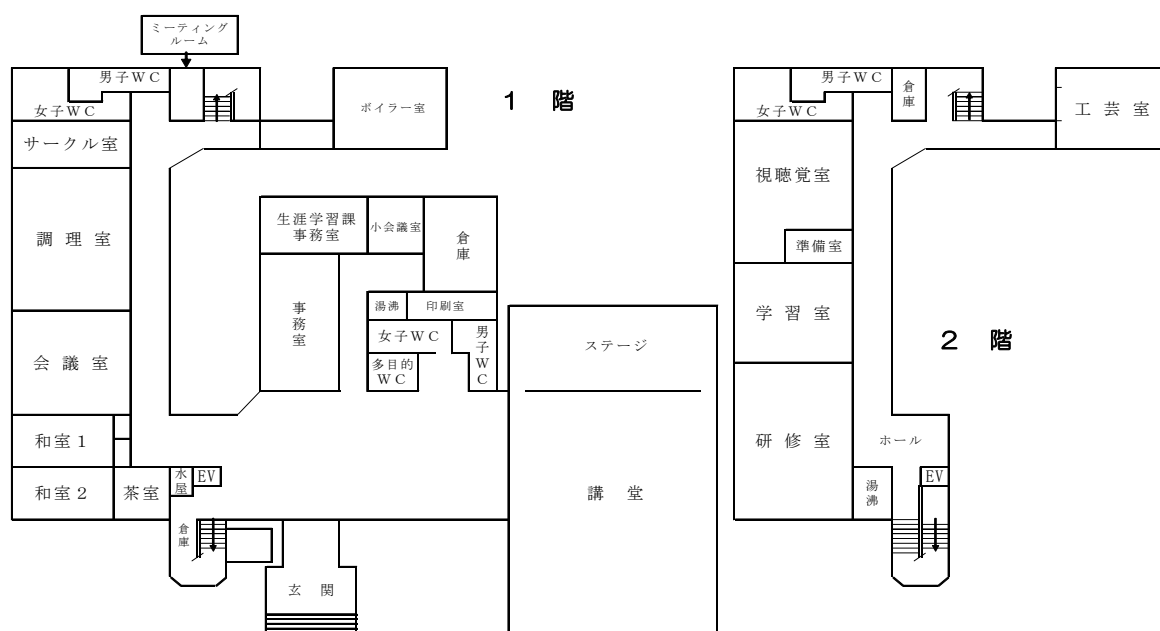 ミーティング
ルーム
男子WC
女子WC
サークル室
調理室
会議室
和室1
和室2
茶室
水屋
EV
倉庫
ボイラー室
1 階
生涯学習課
事務室
小会議室
倉庫
事務室
湯沸
印刷室
女子WC
男子WC
多目的
WC
ステージ
講堂
玄関
男子WC
倉庫
女子WC
工芸室
視聴覚室
準備室
学習室
2 階
研修室
ホール
EV
湯沸